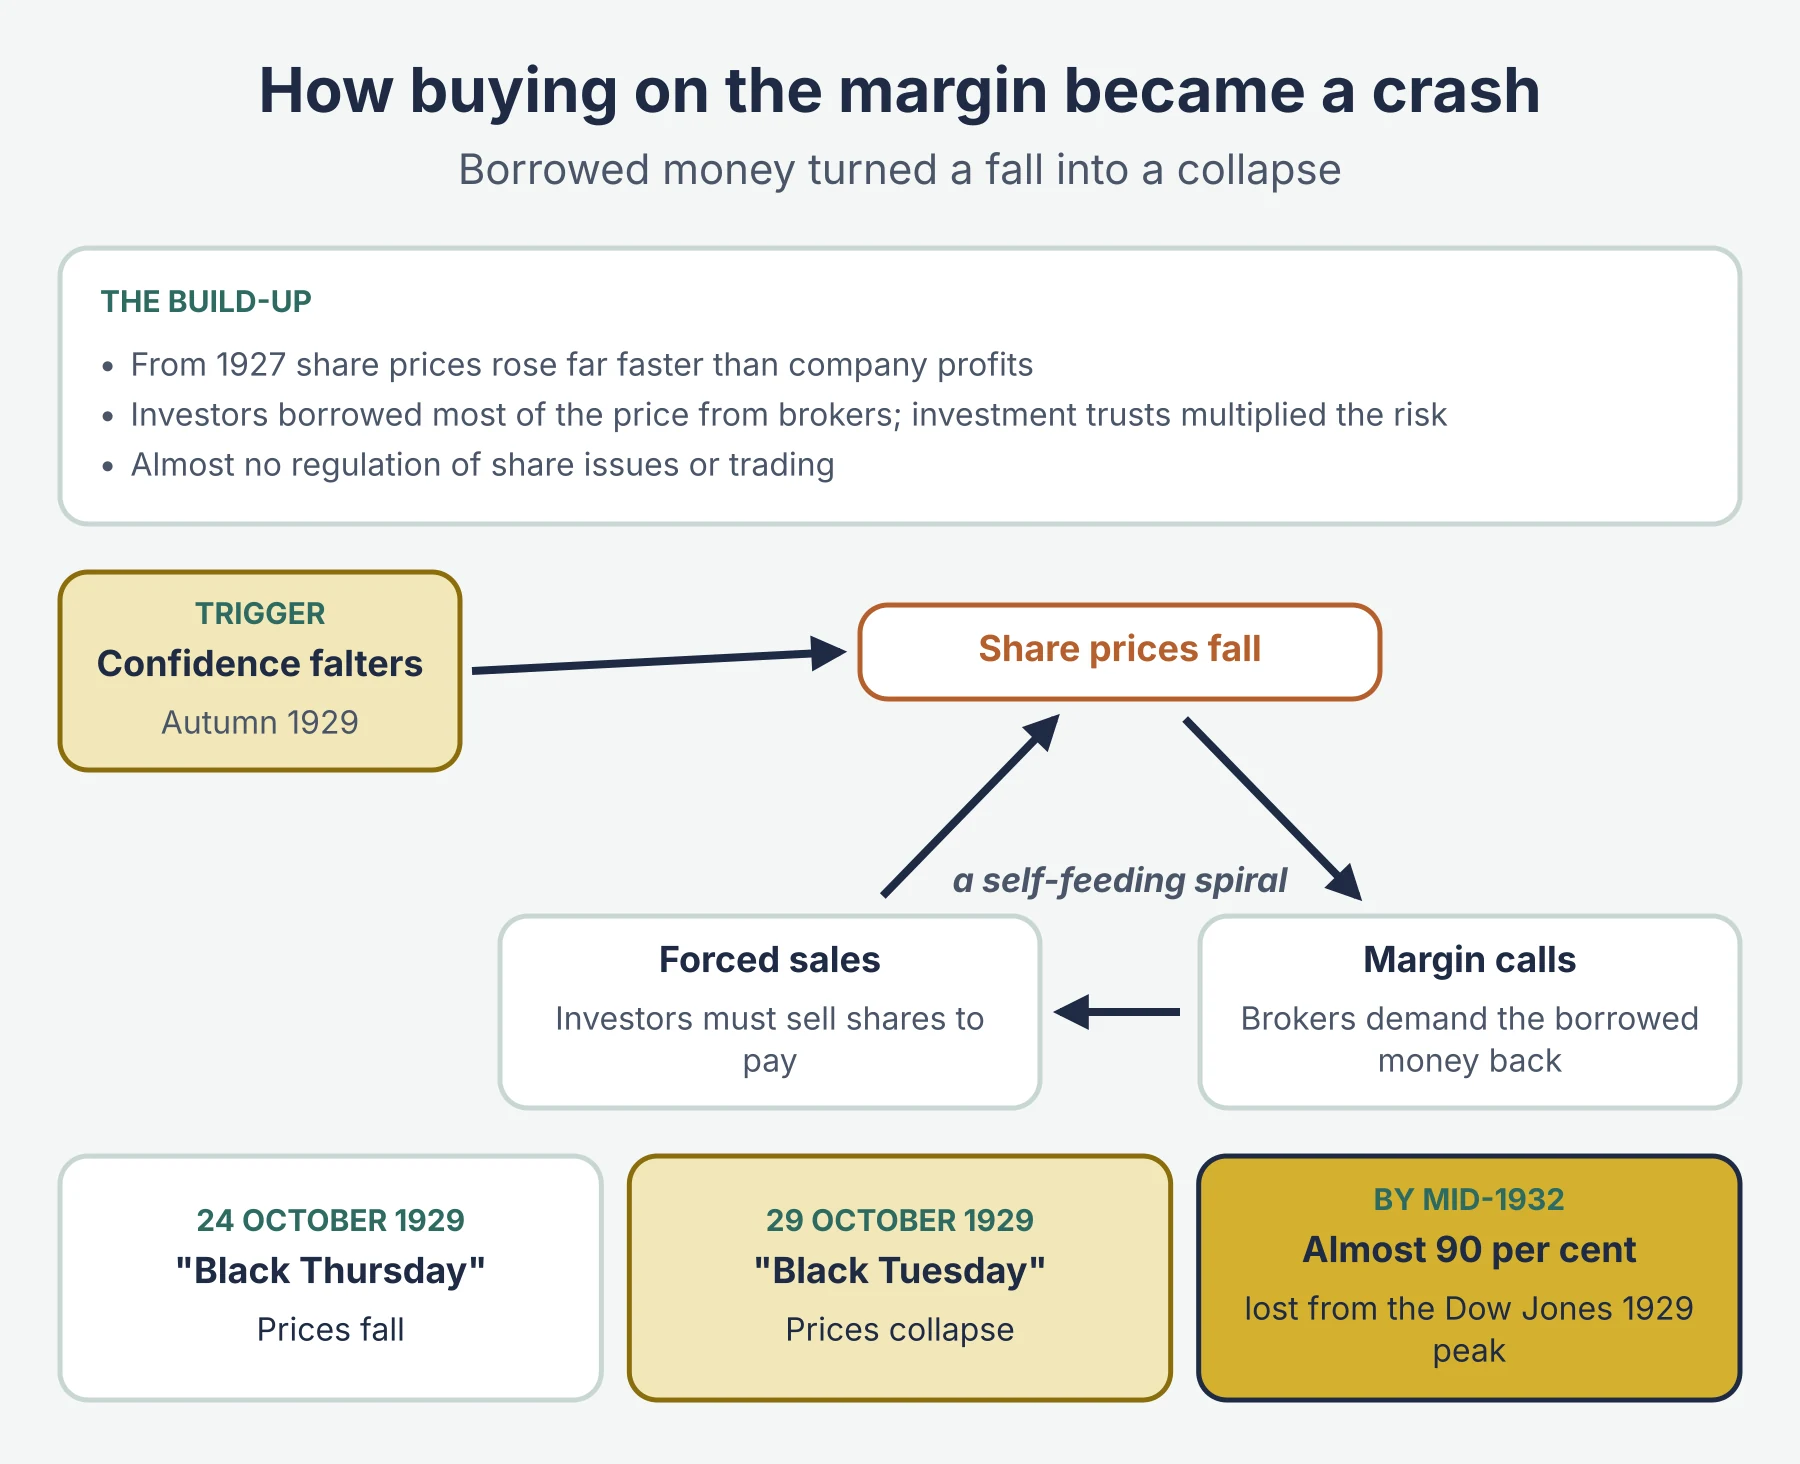 How buying on the margin became a crash
Borrowed money turned a fall into a collapse
THE BUILD-UP
• From 1927 share prices rose far faster than company profits
• Investors borrowed most of the price from brokers; investment trusts multiplied the risk
• Almost no regulation of share issues or trading
TRIGGER
Confidence falters
Autumn 1929
Share prices fall
a self-feeding spiral
Forced sales
Investors must sell shares to
pay
Margin calls
Brokers demand the borrowed
money back
24 OCTOBER 1929
"Black Thursday"
Prices fall
29 OCTOBER 1929
"Black Tuesday"
Prices collapse
BY MID-1932
Almost 90 per cent
lost from the Dow Jones 1929
peak